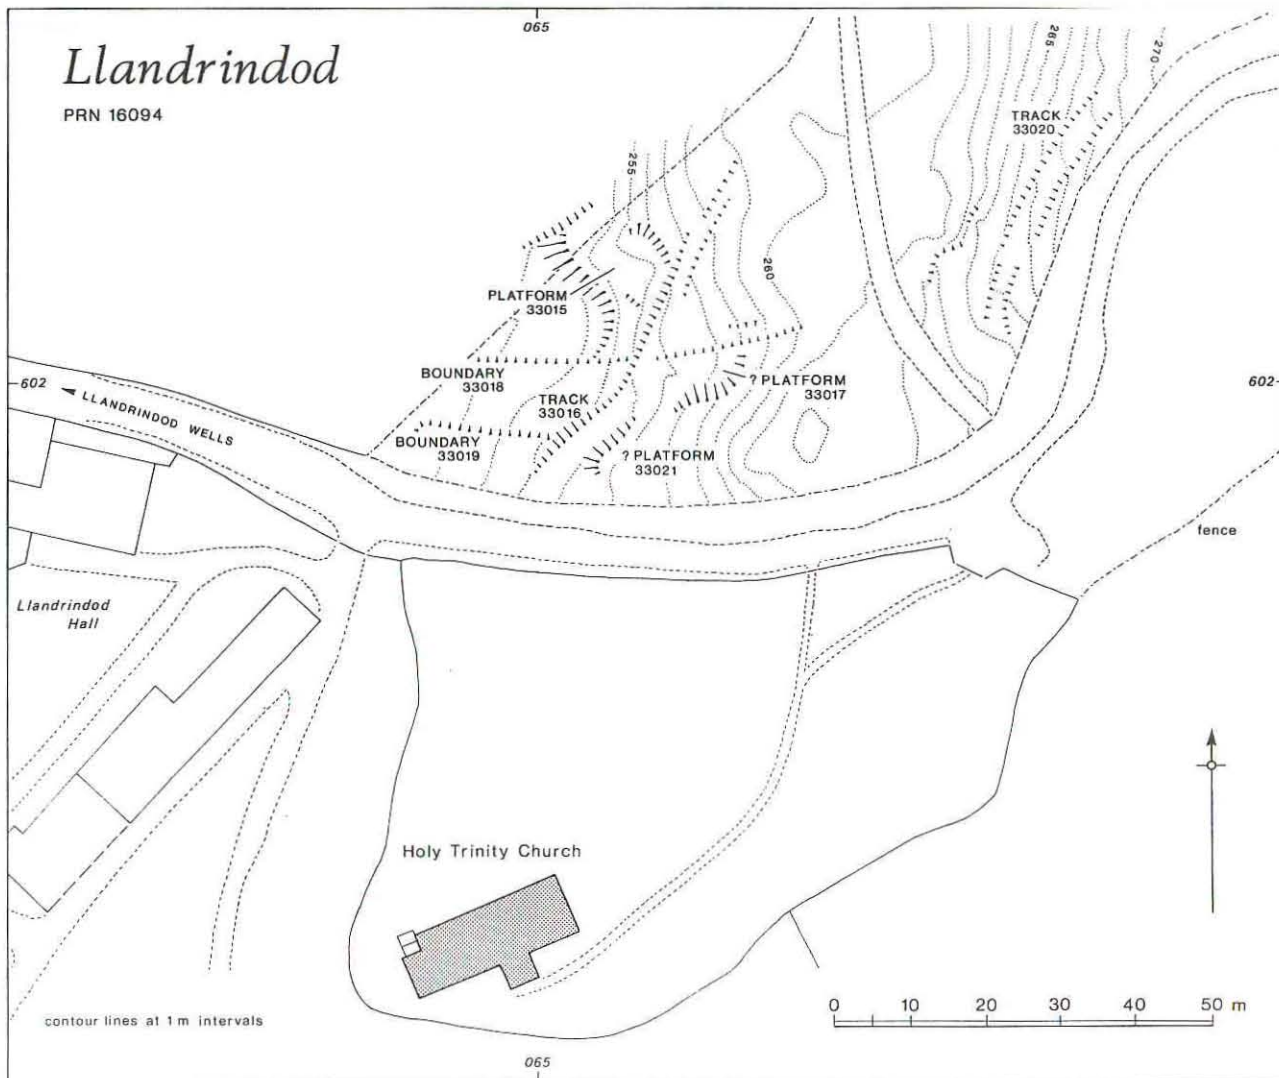 065
Llandrindod
PRN 16094
265
270
TRACK
33020
255
260
PLATFORM
33015
602
LLANDRINDOD WELLS
BOUNDARY
33018
TRACK
33016
? PLATFORM
33017
602
BOUNDARY
33019
? PLATFORM
33021
fence
Llandrindod
Hall
Holy Trinity Church
contour lines at 1 m intervals
0 10 20 30 40 50 m
065